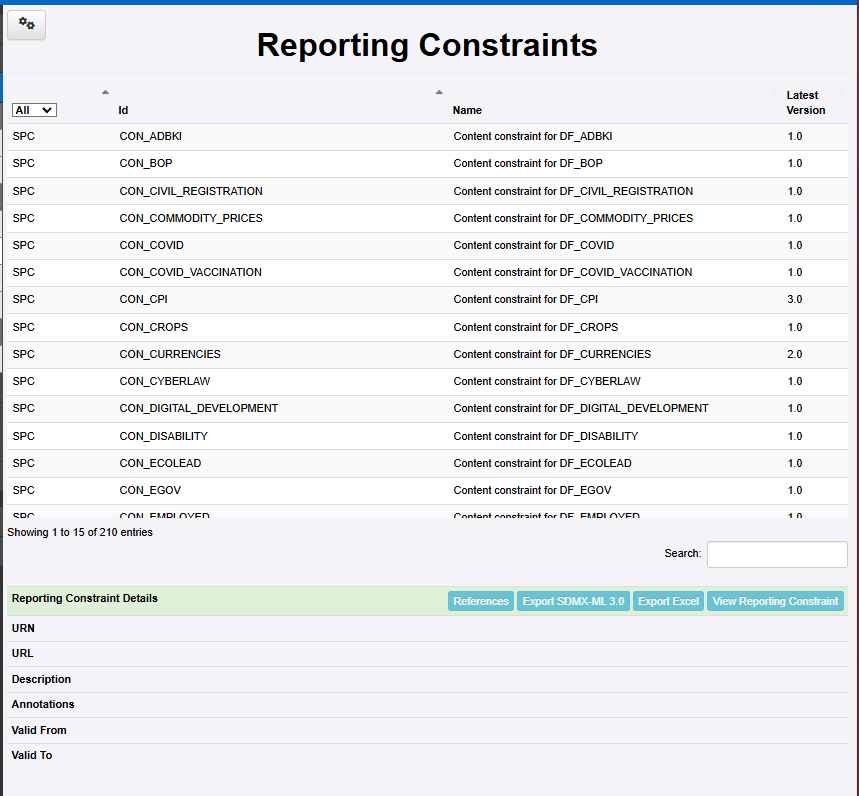 Reporting Constraints
All Id Name Latest Version
SPC CON_ADBKI Content constraint for DF_ADBKI 1.0
SPC CON_BOP Content constraint for DF_BOP 1.0
SPC CON_CIVIL_REGISTRATION Content constraint for DF_CIVIL_REGISTRATION 1.0
SPC CON_COMMODITY_PRICES Content constraint for DF_COMMODITY_PRICES 1.0
SPC CON_COVID Content constraint for DF_COVID 1.0
SPC CON_COVID_VACCINATION Content constraint for DF_COVID_VACCINATION 1.0
SPC CON_CPI Content constraint for DF_CPI 3.0
SPC CON_CROPS Content constraint for DF_CROPS 1.0
SPC CON_CURRENCIES Content constraint for DF_CURRENCIES 2.0
SPC CON_CYBERLAW Content constraint for DF_CYBERLAW 1.0
SPC CON_DIGITAL_DEVELOPMENT Content constraint for DF_DIGITAL_DEVELOPMENT 1.0
SPC CON_DISABILITY Content constraint for DF_DISABILITY 1.0
SPC CON_ECOLEAD Content constraint for DF_ECOLEAD 1.0
SPC CON_EGOV Content constraint for DF_EGOV 1.0
SPC CON_EMPLOYED Content constraint for DF_EMPLOYED 1.0
Showing 1 to 15 of 210 entries
Search:
Reporting Constraint Details References Export SDMX-ML 3.0 Export Excel View Reporting Constraint
URN
URL
Description
Annotations
Valid From
Valid To